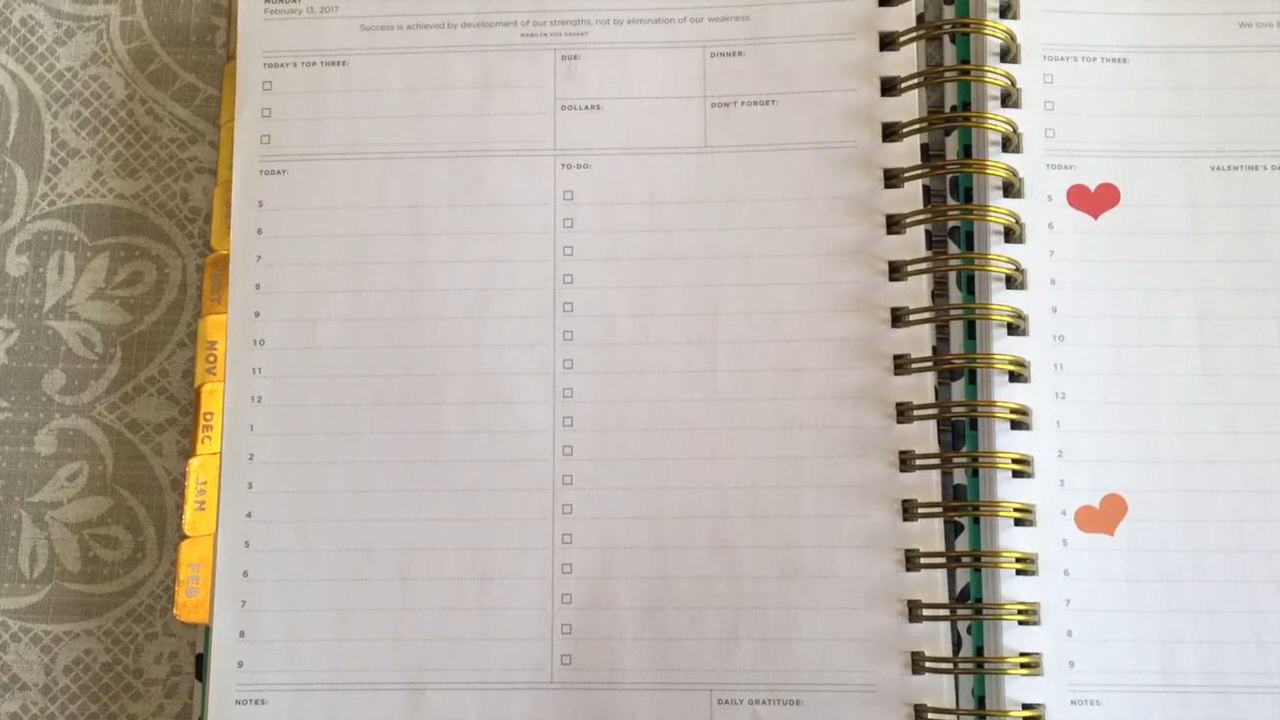 MONDAY
February 13, 2017
Success is achieved by development of our strengths, not by elimination of our weakness.
MARILYN VOS SAVANT
TODAY'S TOP THREE:
DUE:
DINNER:
DOLLARS:
DON'T FORGET:
TODAY:
TO-DO:
5
6
7
8
9
10
11
12
1
2
3
4
5
6
7
8
9
NOTES:
DAILY GRATITUDE:
NOV
DEC
JAN
FEB
We love
TODAY'S TOP THREE:
TODAY:
VALENTINE'S DA
5
6
7
8
9
10
11
12
1
2
3
4
5
6
7
8
9
NOTES: